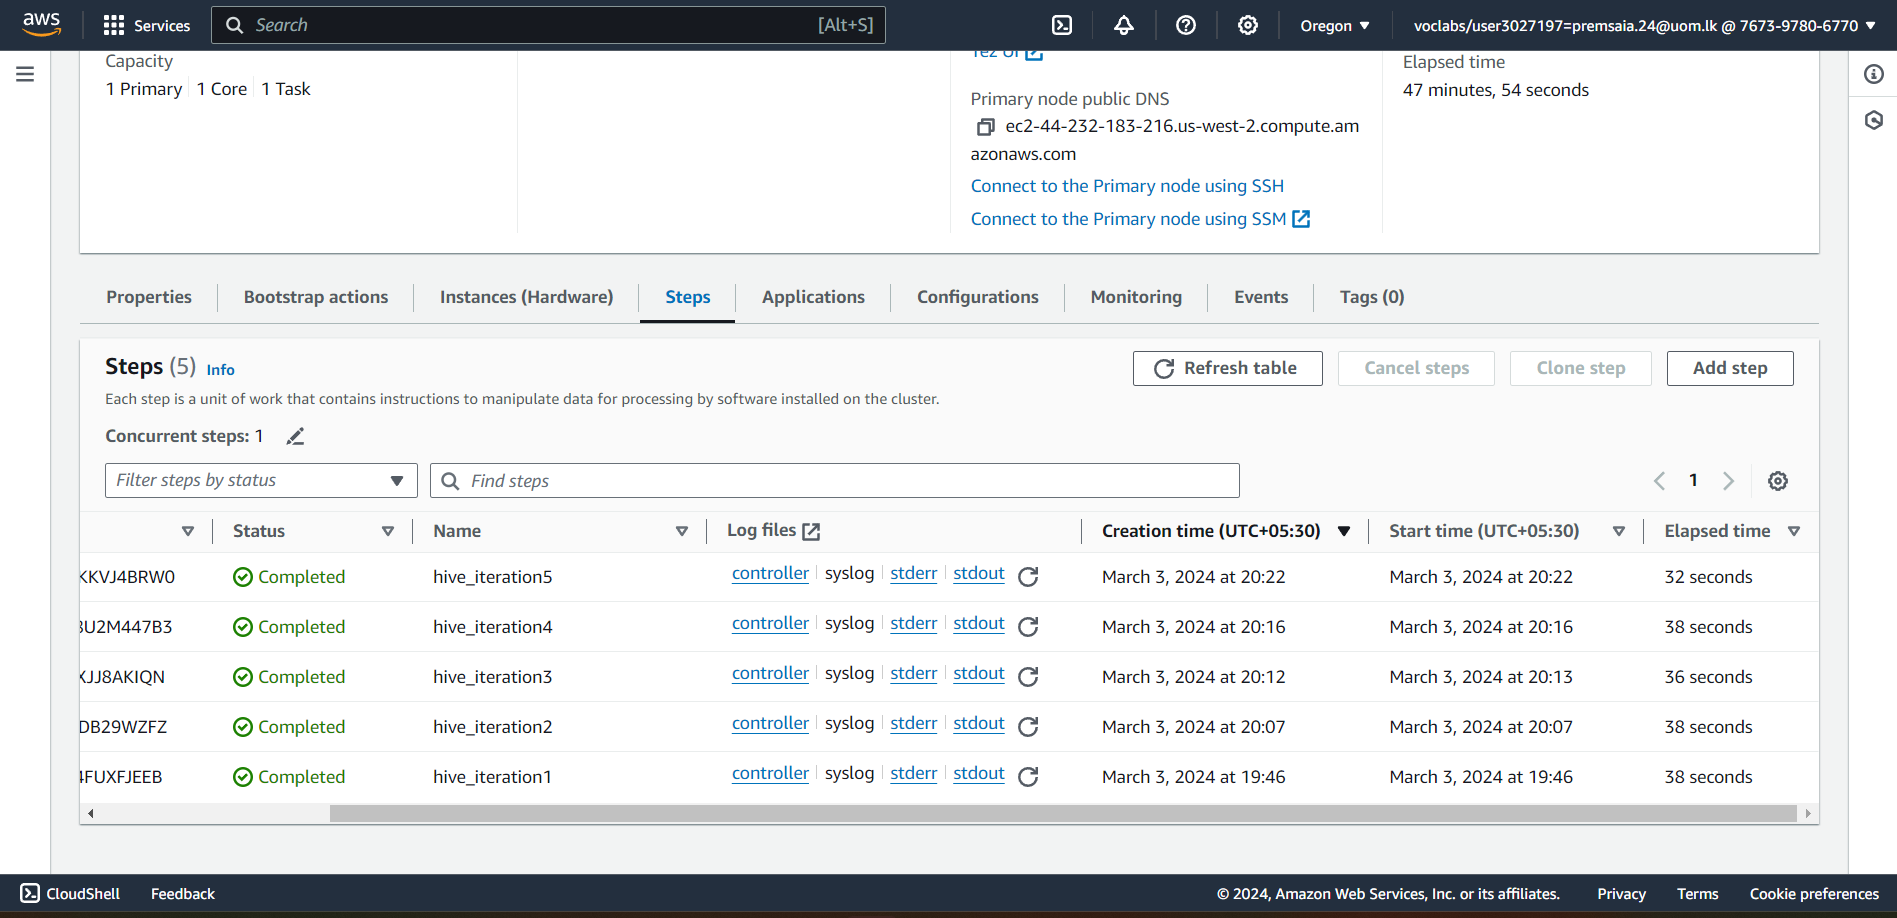 aws Services Search [Alt+S] Oregon voclabs/user3027197=premsaia.24@uom.lk @ 7673-9780-6770
Capacity
1 Primary 1 Core 1 Task
Tez UI
Primary node public DNS
ec2-44-232-183-216.us-west-2.compute.am
azonaws.com
Connect to the Primary node using SSH
Connect to the Primary node using SSM
Elapsed time
47 minutes, 54 seconds
Properties Bootstrap actions Instances (Hardware) Steps Applications Configurations Monitoring Events Tags (0)
Steps (5) Info Refresh table Cancel steps Clone step Add step
Each step is a unit of work that contains instructions to manipulate data for processing by software installed on the cluster.
Concurrent steps: 1
Filter steps by status Find steps 1
Status Name Log files Creation time (UTC+05:30) Start time (UTC+05:30) Elapsed time
KKVJ4BRW0 Completed hive_iteration5 controller syslog stderr stdout March 3, 2024 at 20:22 March 3, 2024 at 20:22 32 seconds
3U2M447B3 Completed hive_iteration4 controller syslog stderr stdout March 3, 2024 at 20:16 March 3, 2024 at 20:16 38 seconds
XJJ8AKIQN Completed hive_iteration3 controller syslog stderr stdout March 3, 2024 at 20:12 March 3, 2024 at 20:13 36 seconds
DB29WZFZ Completed hive_iteration2 controller syslog stderr stdout March 3, 2024 at 20:07 March 3, 2024 at 20:07 38 seconds
4FUXFJEEB Completed hive_iteration1 controller syslog stderr stdout March 3, 2024 at 19:46 March 3, 2024 at 19:46 38 seconds
CloudShell Feedback © 2024, Amazon Web Services, Inc. or its affiliates. Privacy Terms Cookie preferences